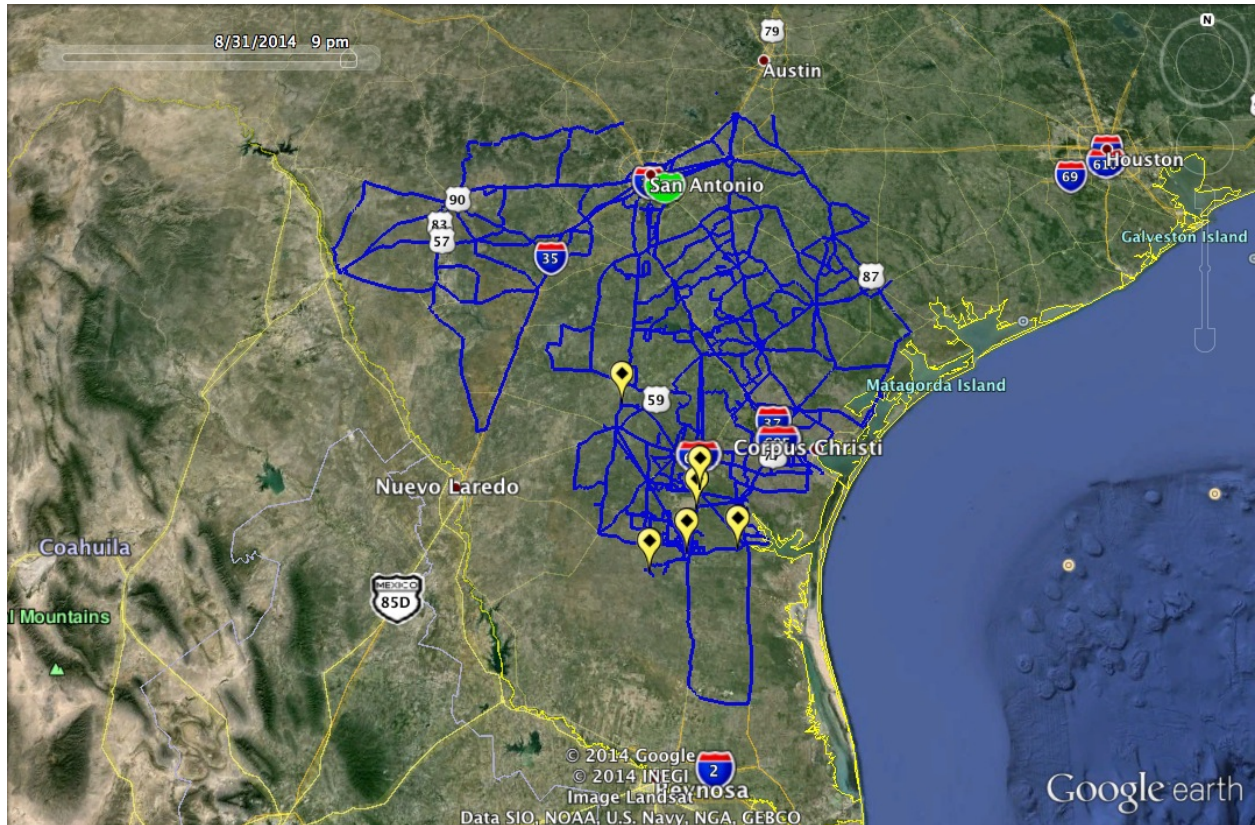 N
8/31/2014 9 pm
79
Austin
Houston
69
San Antonio
90
83
57
35
Galveston Island
87
Matagorda Island
59
37
Corpus Christi
Nuevo Laredo
Coahuila
MEXICO
85D
l Mountains
© 2014 Google
© 2014 INEGI
2
Image Landsat
Reynosa
Data SIO, NOAA, U.S. Navy, NGA, GEBCO
Google earth